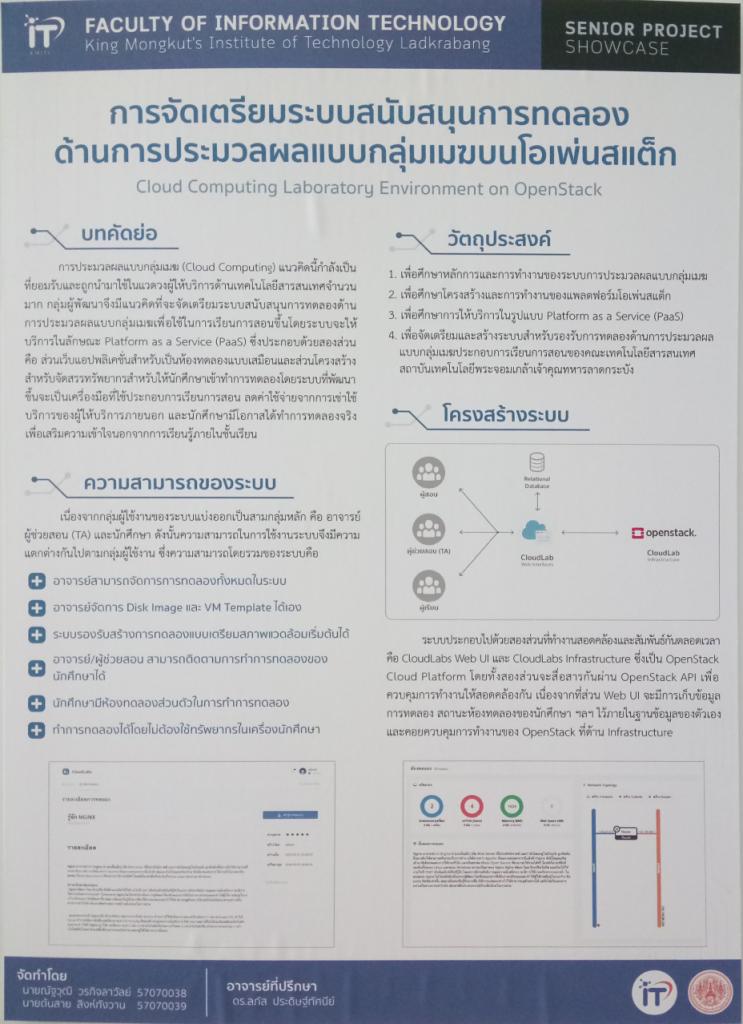 iT
KMITL
FACULTY OF INFORMATION TECHNOLOGY
King Mongkut's Institute of Technology Ladkrabang
SENIOR PROJECT
SHOWCASE
การจัดเตรียมระบบสนับสนุนการทดลอง
ด้านการประมวลผลแบบกลุ่มเมฆบนโอเพ่นสแต็ก
Cloud Computing Laboratory Environment on OpenStack
บทคัดย่อ
การประมวลผลแบบกลุ่มเมฆ (Cloud Computing) แนวคิดนี้กำลังเป็น
ที่ยอมรับและถูกนำมาใช้ในแวดวงผู้ให้บริการด้านเทคโนโลยีสารสนเทศจำนวน
มาก กลุ่มผู้พัฒนาจึงมีแนวคิดที่จะจัดเตรียมระบบสนับสนุนการทดลองด้าน
การประมวลผลแบบกลุ่มเมฆเพื่อใช้ในการเรียนการสอนขึ้นโดยระบบจะให้
บริการในลักษณะ Platform as a Service (PaaS) ซึ่งประกอบด้วยสองส่วน
คือ ส่วนเว็บแอปพลิเคชั่นสำหรับเป็นห้องทดลองแบบเสมือนและส่วนโครงสร้าง
สำหรับจัดสรรทรัพยากรสำหรับให้นักศึกษาเข้าทำการทดลองโดยระบบที่พัฒนา
ขึ้นจะเป็นเครื่องมือที่ใช้ประกอบการเรียนการสอน ลดค่าใช้จ่ายจากการเช่าใช้
บริการของผู้ให้บริการภายนอก และนักศึกษามีโอกาสได้ทำการทดลองจริง
เพื่อเสริมความเข้าใจนอกจากการเรียนรู้ภายในชั้นเรียน
ความสามารถของระบบ
เนื่องจากกลุ่มผู้ใช้งานของระบบแบ่งออกเป็นสามกลุ่มหลัก คือ อาจารย์
ผู้ช่วยสอน (TA) และนักศึกษา ดังนั้นความสามารถในการใช้งานระบบจึงมีความ
แตกต่างกันไปตามกลุ่มผู้ใช้งาน ซึ่งความสามารถโดยรวมของระบบคือ
อาจารย์สามารถจัดการการทดลองทั้งหมดในระบบ
อาจารย์จัดการ Disk Image และ VM Template ได้เอง
ระบบรองรับสร้างการทดลองแบบเตรียมสภาพแวดล้อมเริ่มต้นได้
อาจารย์/ผู้ช่วยสอน สามารถติดตามการทำการทดลองของ
นักศึกษาได้
นักศึกษามีห้องทดลองส่วนตัวในการทำการทดลอง
ทำการทดลองได้โดยไม่ต้องใช้ทรัพยากรในเครื่องนักศึกษา
CloudLabs
รายละเอียดการทดลอง
รู้จัก NGINX
รายละเอียด
วัตถุประสงค์
1. เพื่อศึกษาหลักการและการทำงานของระบบการประมวลผลแบบกลุ่มเมฆ
2. เพื่อศึกษาโครงสร้างและการทำงานของแพลตฟอร์มโอเพ่นสแต็ก
3. เพื่อศึกษาการให้บริการในรูปแบบ Platform as a Service (PaaS)
4. เพื่อจัดเตรียมและสร้างระบบสำหรับรองรับการทดลองด้านการประมวลผล
แบบกลุ่มเมฆประกอบการเรียนการสอนของคณะเทคโนโลยีสารสนเทศ
สถาบันเทคโนโลยีพระจอมเกล้าเจ้าคุณทหารลาดกระบัง
โครงสร้างระบบ
ผู้สอน
ผู้ช่วยสอน (TA)
ผู้เรียน
Relational
Database
CloudLab
Web Interfaces
openstack.
CloudLab
Infrastructure
ระบบประกอบไปด้วยสองส่วนที่ทำงานสอดคล้องและสัมพันธ์กันตลอดเวลา
คือ CloudLabs Web UI และ CloudLabs Infrastructure ซึ่งเป็น OpenStack
Cloud Platform โดยทั้งสองส่วนจะสื่อสารกันผ่าน OpenStack API เพื่อ
ควบคุมการทำงานให้สอดคล้องกัน เนื่องจากที่ส่วน Web UI จะมีการเก็บข้อมูล
การทดลอง สถานะห้องทดลองของนักศึกษา ฯลฯ ไว้ภายในฐานข้อมูลของตัวเอง
และคอยควบคุมการทำงานของ OpenStack ที่ด้าน Infrastructure
Network Topology
จัดทำโดย
นายณัฐวุฒิ วรกิจลาวัลย์ 57070038
นายต้นสาย สิงห์ทังวาน 57070039
อาจารย์ที่ปรึกษา
ดร.ลภัส ประดิษฐ์ทัศนีย์
iT